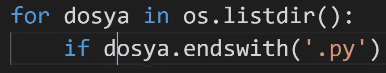 for dosya in os.listdir():
    if dosya.endswith('.py')